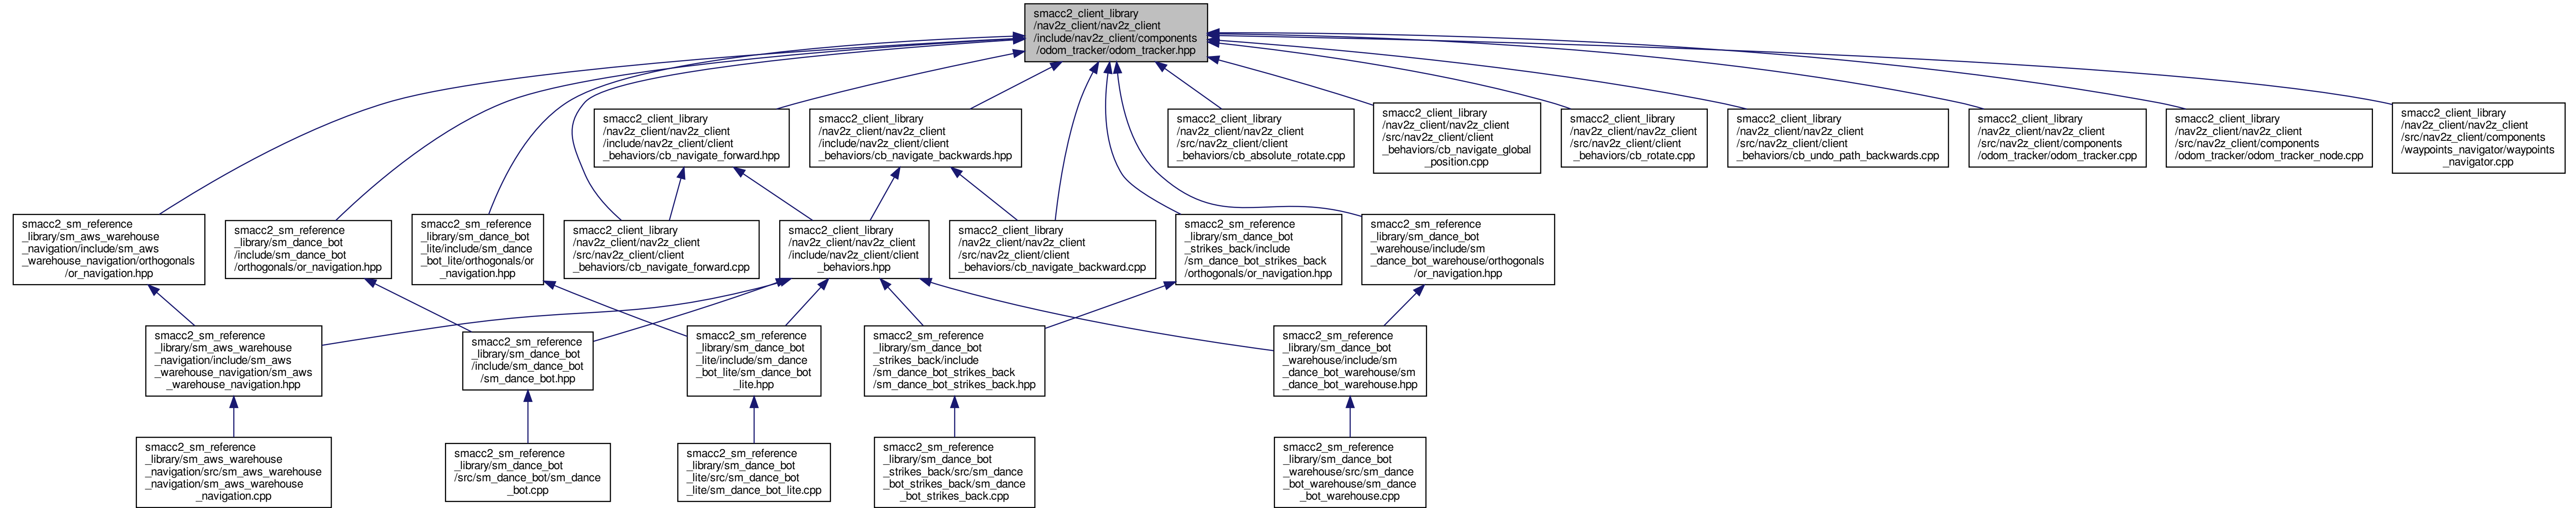 smacc2_client_library
/nav2z_client/nav2z_client
/include/nav2z_client/components
/odom_tracker/odom_tracker.hpp
smacc2_client_library
/nav2z_client/nav2z_client
/include/nav2z_client/client
_behaviors/cb_navigate_forward.hpp
smacc2_client_library
/nav2z_client/nav2z_client
/include/nav2z_client/client
_behaviors/cb_navigate_backwards.hpp
smacc2_client_library
/nav2z_client/nav2z_client
/src/nav2z_client/client
_behaviors/cb_absolute_rotate.cpp
smacc2_client_library
/nav2z_client/nav2z_client
/src/nav2z_client/client
_behaviors/cb_navigate_global
_position.cpp
smacc2_client_library
/nav2z_client/nav2z_client
/src/nav2z_client/client
_behaviors/cb_rotate.cpp
smacc2_client_library
/nav2z_client/nav2z_client
/src/nav2z_client/client
_behaviors/cb_undo_path_backwards.cpp
smacc2_client_library
/nav2z_client/nav2z_client
/src/nav2z_client/components
/odom_tracker/odom_tracker.cpp
smacc2_client_library
/nav2z_client/nav2z_client
/src/nav2z_client/components
/odom_tracker/odom_tracker_node.cpp
smacc2_client_library
/nav2z_client/nav2z_client
/src/nav2z_client/components
/waypoints_navigator/waypoints
_navigator.cpp
smacc2_sm_reference
_library/sm_aws_warehouse
_navigation/include/sm_aws
_warehouse_navigation/orthogonals
/or_navigation.hpp
smacc2_sm_reference
_library/sm_dance_bot
/include/sm_dance_bot
/orthogonals/or_navigation.hpp
smacc2_sm_reference
_library/sm_dance_bot
_lite/include/sm_dance
_bot_lite/orthogonals/or
_navigation.hpp
smacc2_client_library
/nav2z_client/nav2z_client
/src/nav2z_client/client
_behaviors/cb_navigate_forward.cpp
smacc2_client_library
/nav2z_client/nav2z_client
/include/nav2z_client/client
_behaviors.hpp
smacc2_client_library
/nav2z_client/nav2z_client
/src/nav2z_client/client
_behaviors/cb_navigate_backward.cpp
smacc2_sm_reference
_library/sm_dance_bot
_strikes_back/include
/sm_dance_bot_strikes_back
/orthogonals/or_navigation.hpp
smacc2_sm_reference
_library/sm_dance_bot
_warehouse/include/sm
_dance_bot_warehouse/orthogonals
/or_navigation.hpp
smacc2_sm_reference
_library/sm_aws_warehouse
_navigation/include/sm_aws
_warehouse_navigation/sm_aws
_warehouse_navigation.hpp
smacc2_sm_reference
_library/sm_dance_bot
/include/sm_dance_bot
/sm_dance_bot.hpp
smacc2_sm_reference
_library/sm_dance_bot
_lite/include/sm_dance
_bot_lite/sm_dance_bot
_lite.hpp
smacc2_sm_reference
_library/sm_dance_bot
_strikes_back/include
/sm_dance_bot_strikes_back
/sm_dance_bot_strikes_back.hpp
smacc2_sm_reference
_library/sm_dance_bot
_warehouse/include/sm
_dance_bot_warehouse/sm
_dance_bot_warehouse.hpp
smacc2_sm_reference
_library/sm_aws_warehouse
_navigation/src/sm_aws_warehouse
_navigation/sm_aws_warehouse
_navigation.cpp
smacc2_sm_reference
_library/sm_dance_bot
/src/sm_dance_bot/sm_dance
_bot.cpp
smacc2_sm_reference
_library/sm_dance_bot
_lite/src/sm_dance_bot
_lite/sm_dance_bot_lite.cpp
smacc2_sm_reference
_library/sm_dance_bot
_strikes_back/src/sm_dance
_bot_strikes_back/sm_dance
_bot_strikes_back.cpp
smacc2_sm_reference
_library/sm_dance_bot
_warehouse/src/sm_dance
_bot_warehouse/sm_dance
_bot_warehouse.cpp